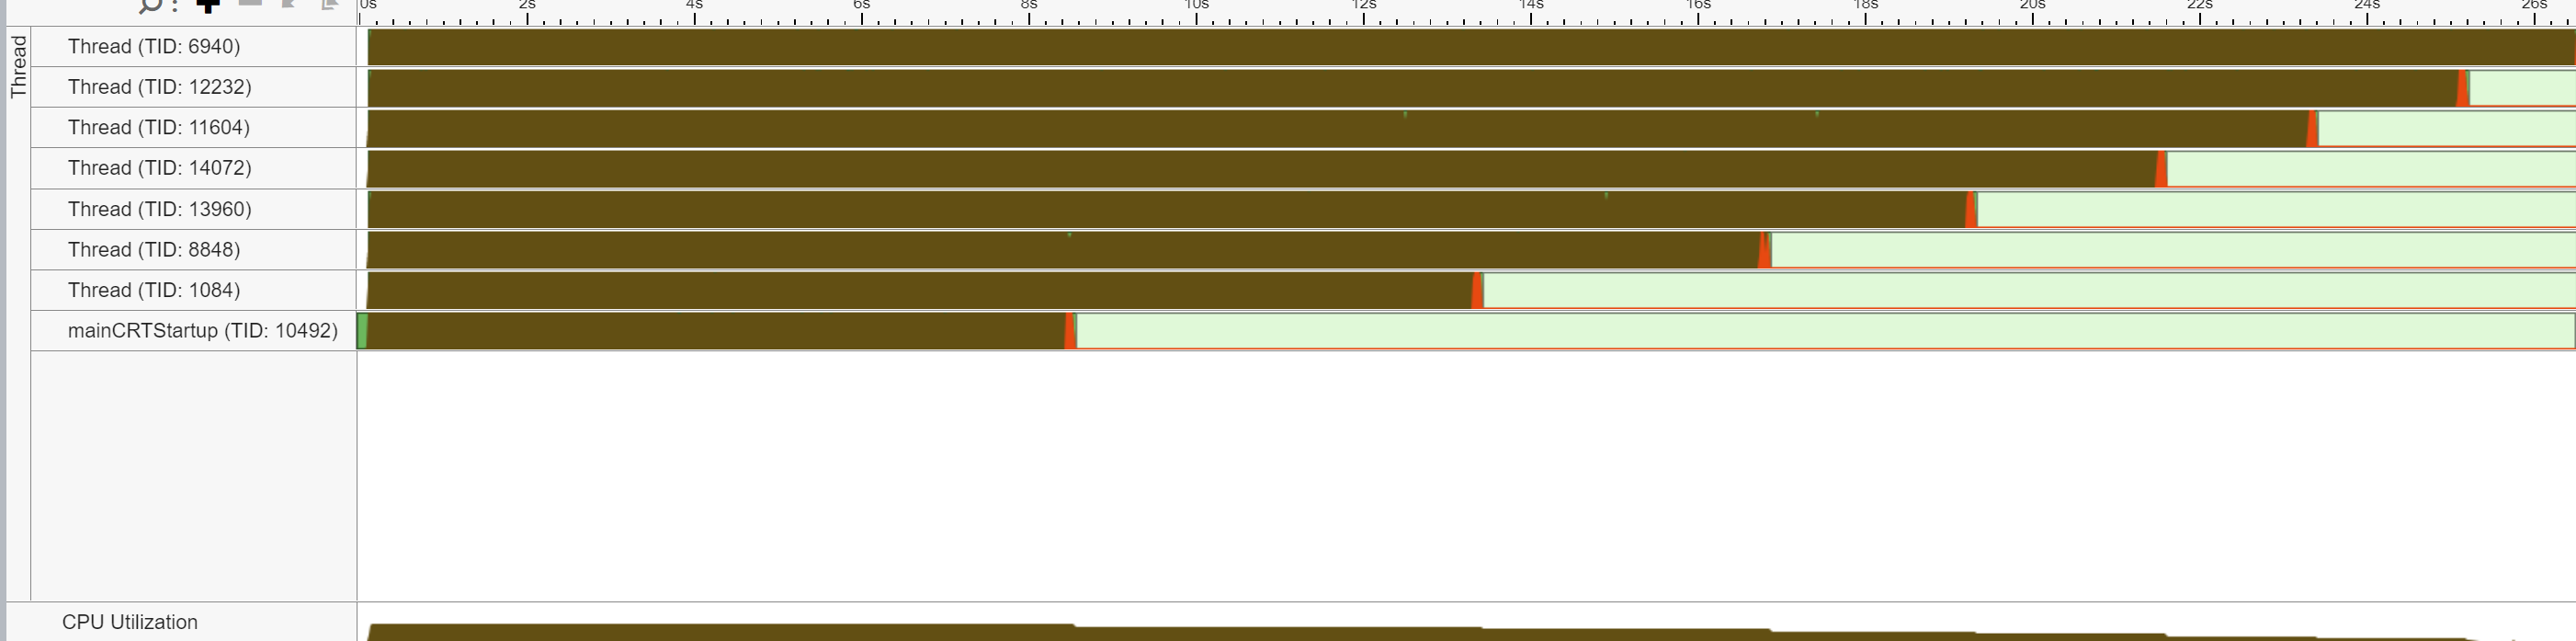 0s 2s 4s 6s 8s 10s 12s 14s 16s 18s 20s 22s 24s 26s
Thread
Thread (TID: 6940)
Thread (TID: 12232)
Thread (TID: 11604)
Thread (TID: 14072)
Thread (TID: 13960)
Thread (TID: 8848)
Thread (TID: 1084)
mainCRTStartup (TID: 10492)
CPU Utilization